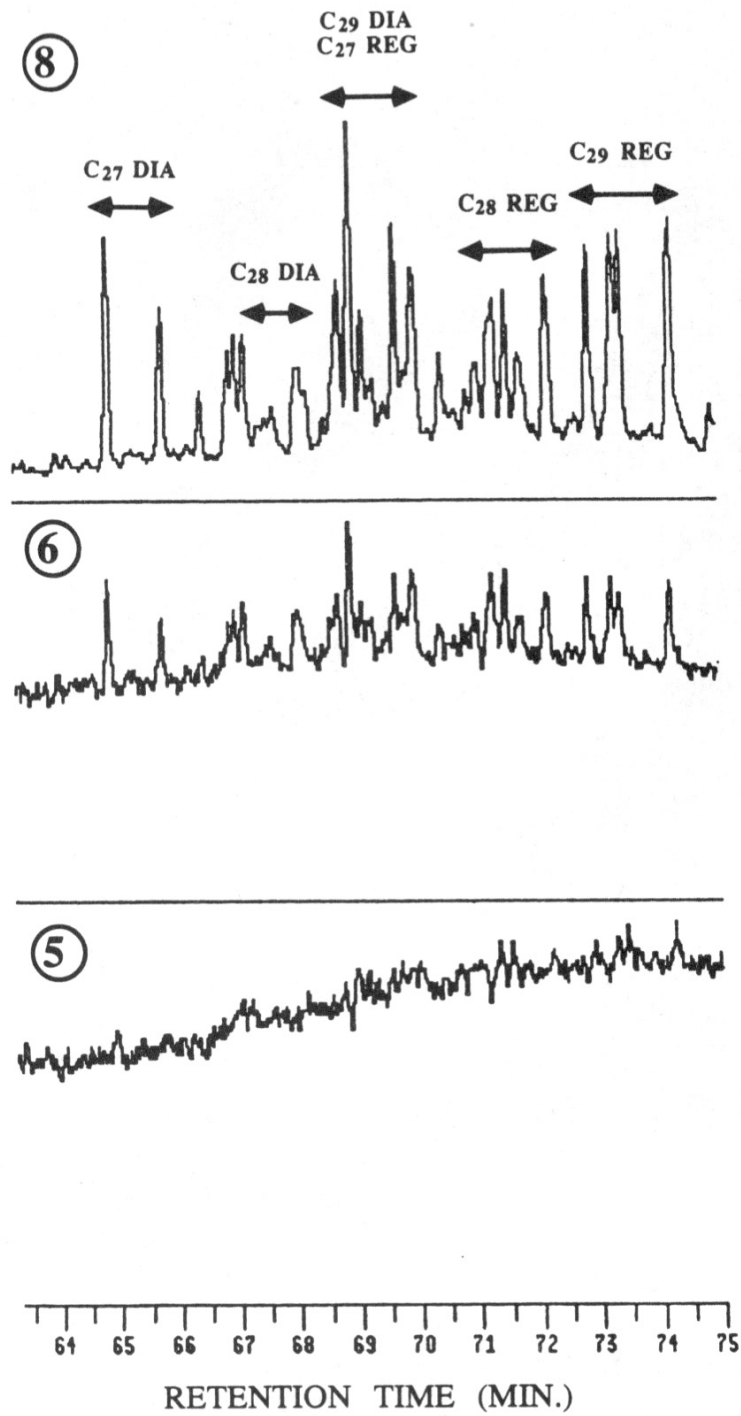 8
C29 DIA
C27 REG
C27 DIA
C28 DIA
C28 REG
C29 REG
6
5
64 65 66 67 68 69 70 71 72 73 74 75
RETENTION TIME (MIN.)